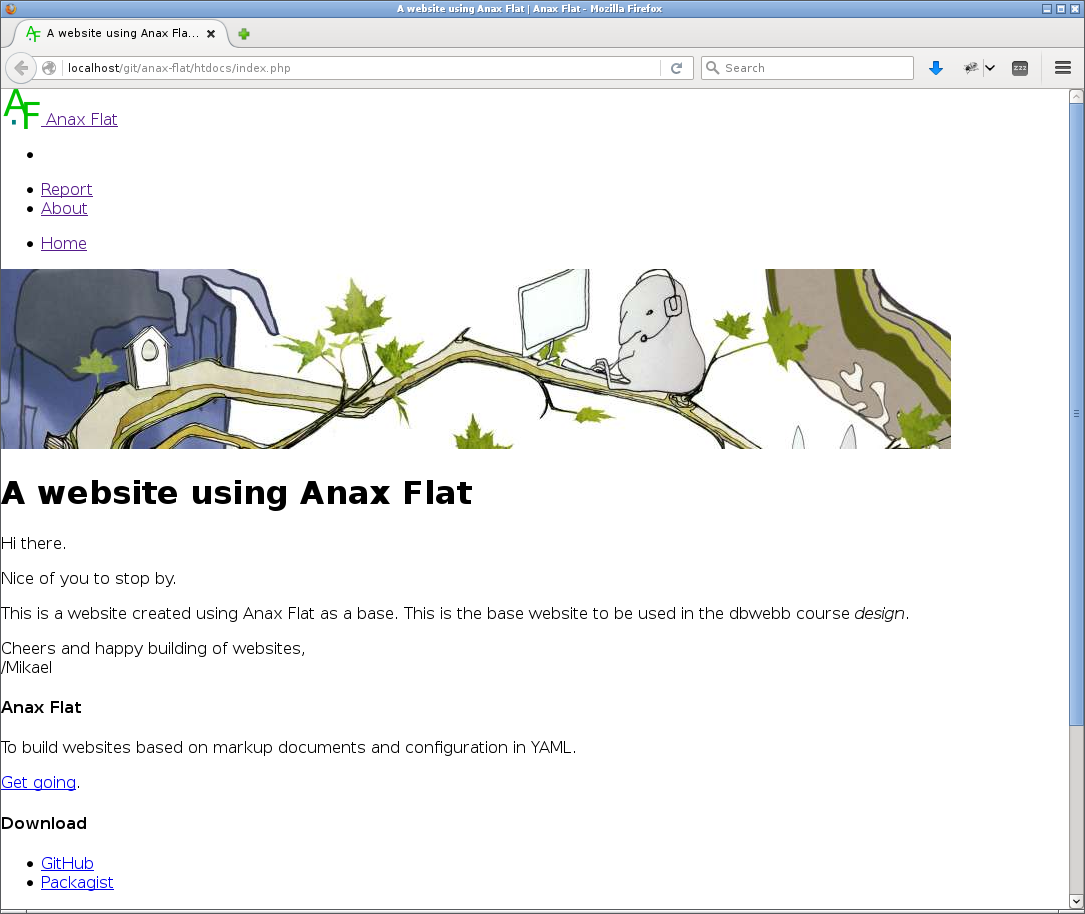 A website using Anax Flat | Anax Flat - Mozilla Firefox
A website using Anax Fla...
localhost/git/anax-flat/htdocs/index.php
Search
zzz
AF Anax Flat
Report
About
Home
A website using Anax Flat
Hi there.
Nice of you to stop by.
This is a website created using Anax Flat as a base. This is the base website to be used in the dbwebb course design.
Cheers and happy building of websites,
/Mikael
Anax Flat
To build websites based on markup documents and configuration in YAML.
Get going.
Download
GitHub
Packagist